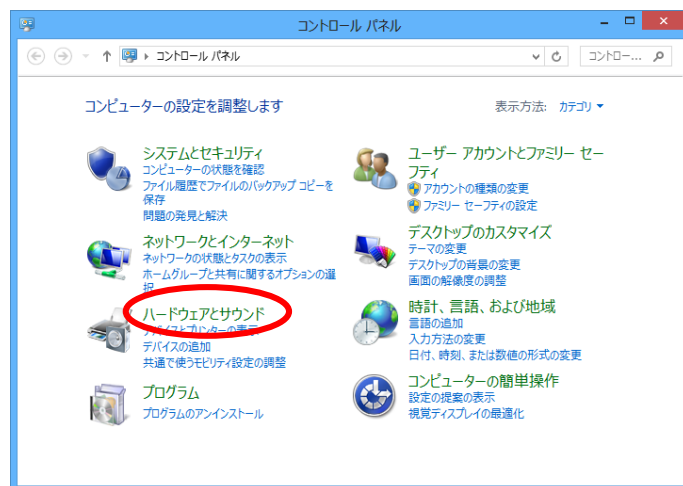 コントロール パネル
コントロール パネル
コントロー...
コンピューターの設定を調整します
表示方法: カテゴリ
システムとセキュリティ
コンピューターの状態を確認
ファイル履歴でファイルのバックアップ コピーを
保存
問題の発見と解決
ネットワークとインターネット
ネットワークの状態とタスクの表示
ホームグループと共有に関するオプションの選
択
ハードウェアとサウンド
デバイスとプリンターの表示
デバイスの追加
共通で使うモビリティ設定の調整
プログラム
プログラムのアンインストール
ユーザー アカウントとファミリー セー
フティ
アカウントの種類の変更
ファミリー セーフティの設定
デスクトップのカスタマイズ
テーマの変更
デスクトップの背景の変更
画面の解像度の調整
時計、言語、および地域
言語の追加
入力方法の変更
日付、時刻、または数値の形式の変更
コンピューターの簡単操作
設定の提案の表示
視覚ディスプレイの最適化